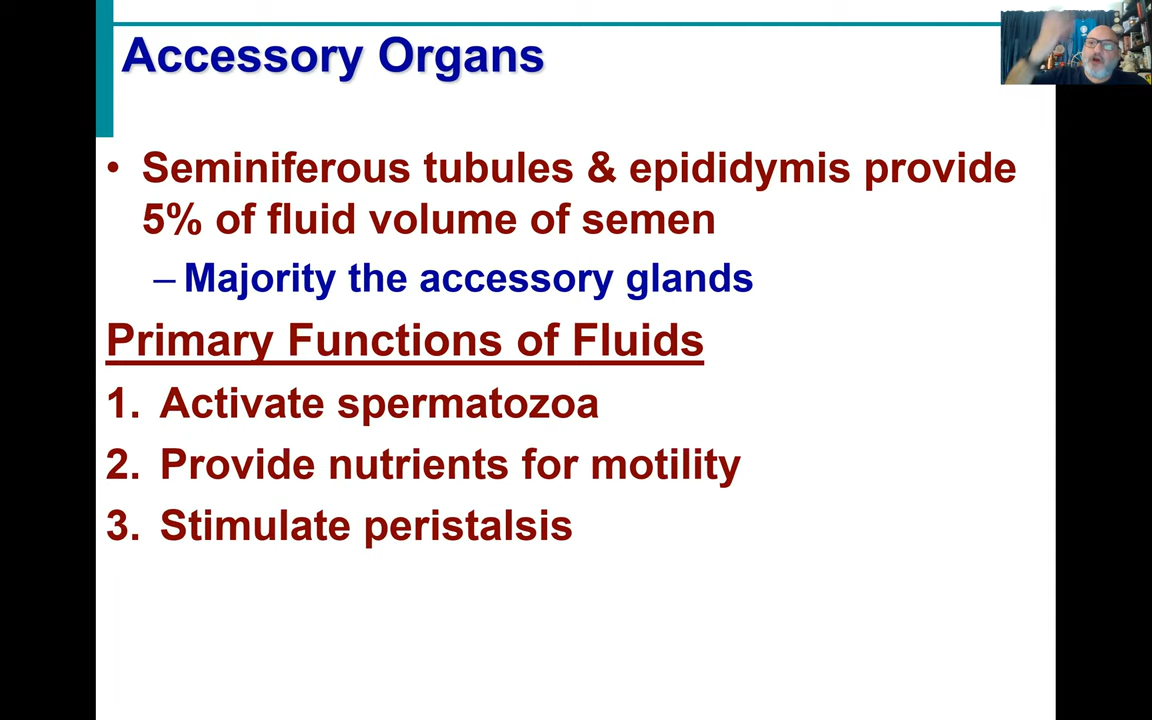 Accessory Organs
• Seminiferous tubules & epididymis provide
5% of fluid volume of semen
– Majority the accessory glands
Primary Functions of Fluids
1. Activate spermatozoa
2. Provide nutrients for motility
3. Stimulate peristalsis